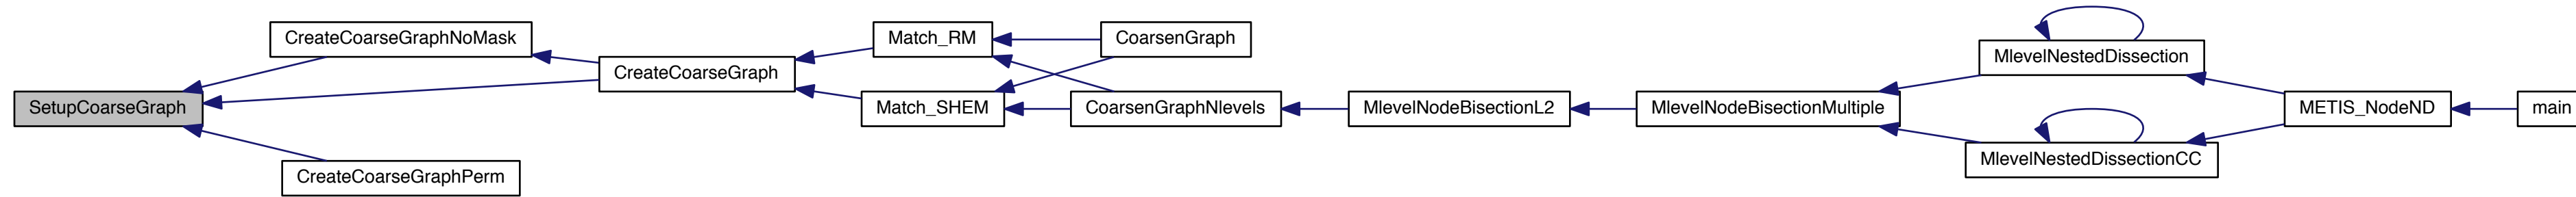 SetupCoarseGraph
CreateCoarseGraphNoMask
CreateCoarseGraphPerm
CreateCoarseGraph
Match_RM
Match_SHEM
CoarsenGraph
CoarsenGraphNlevels
MlevelNodeBisectionL2
MlevelNodeBisectionMultiple
MlevelNestedDissection
MlevelNestedDissectionCC
METIS_NodeND
main